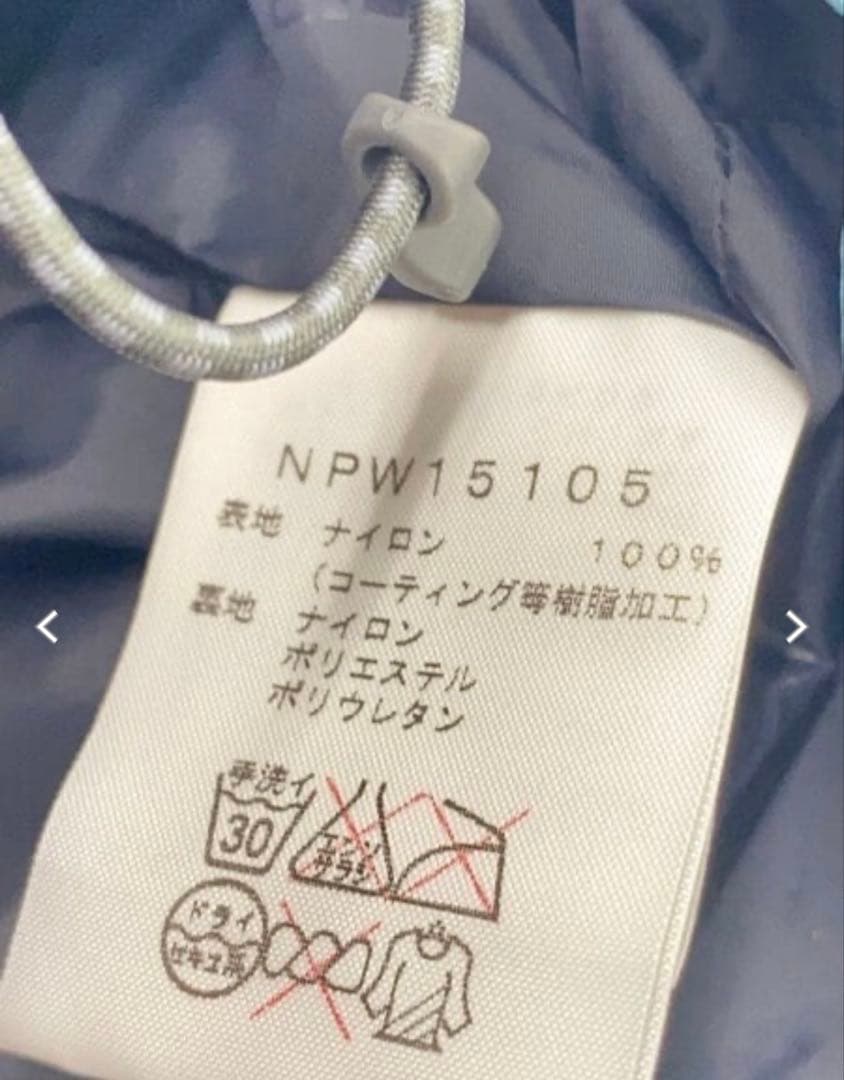 NPW15105
表地 ナイロン 100%
(コーティング等樹脂加工)
裏地 ナイロン
ポリエステル
ポリウレタン
手洗イ
30
エンソ
サラシ
ドライ
セキユ系